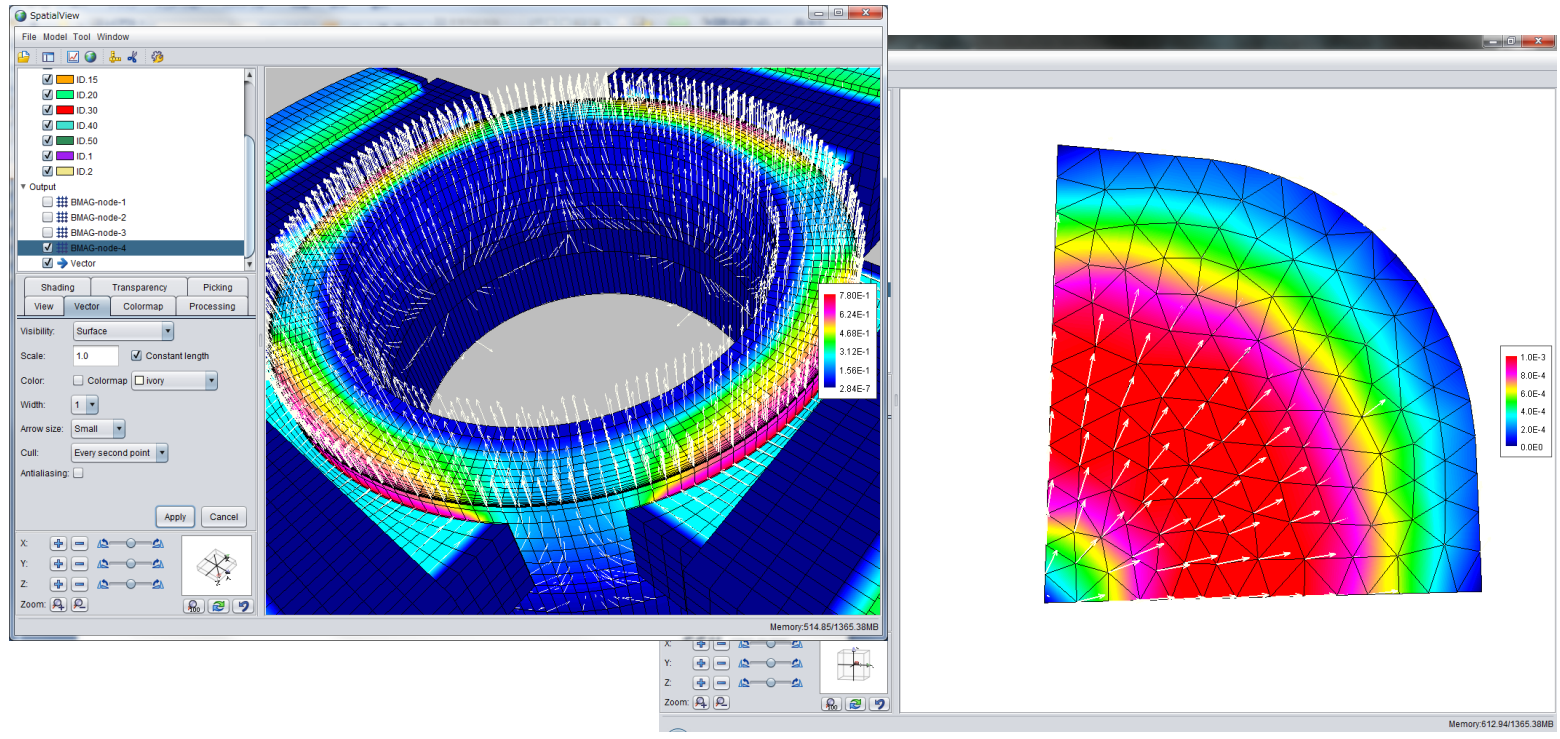 SpatialView
File Model Tool Window
ID.15
ID.20
ID.30
ID.40
ID.50
ID.1
ID.2
Output
BMAG-node-1
BMAG-node-2
BMAG-node-3
BMAG-node-4
Vector
Shading Transparency Picking
View Vector Colormap Processing
Visibility: Surface
Scale: 1.0 Constant length
Color: Colormap ivory
Width: 1
Arrow size: Small
Cull: Every second point
Antialiasing:
Apply Cancel
X:
Y:
Z:
Zoom: 100
7.80E-1
6.24E-1
4.68E-1
3.12E-1
1.56E-1
2.84E-7
Memory:514.85/1365.38MB
1.0E-3
8.0E-4
6.0E-4
4.0E-4
2.0E-4
0.0E0
X:
Y:
Z:
Zoom: 100
Memory:612.94/1365.38MB